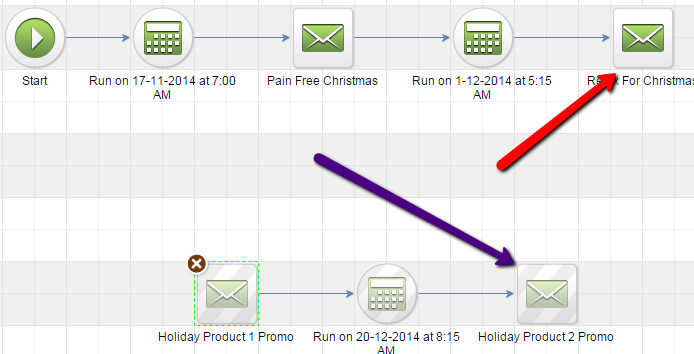 Start
Run on 17-11-2014 at 7:00
AM
Pain Free Christmas
Run on 1-12-2014 at 5:15
AM
For Christmas
Holiday Product 1 Promo
Run on 20-12-2014 at 8:15
AM
Holiday Product 2 Promo